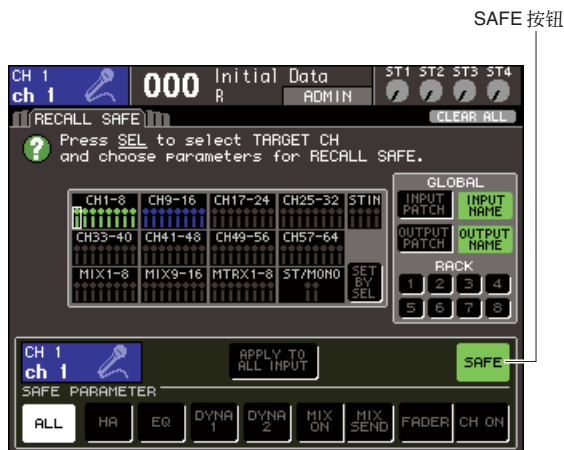 SAFE 按钮
CH 1
ch 1
000
Initial Data
R
ADMIN
ST1 ST2 ST3 ST4
RECALL SAFE
CLEAR ALL
?
Press SEL to select TARGET CH
and choose parameters for RECALL SAFE.
CH1-8 CH9-16 CH17-24 CH25-32 STIN
CH33-40 CH41-48 CH49-56 CH57-64
MIX1-8 MIX9-16 MTRX1-8 ST/MONO
SET
BY
SEL
GLOBAL
INPUT
PATCH
INPUT
NAME
OUTPUT
PATCH
OUTPUT
NAME
RACK
1 2 3 4
5 6 7 8
CH 1
ch 1
APPLY TO
ALL INPUT
SAFE
SAFE PARAMETER
ALL
HA
EQ
DYNA
1
DYNA
2
MIX
ON
MIX
SEND
FADER
CH ON